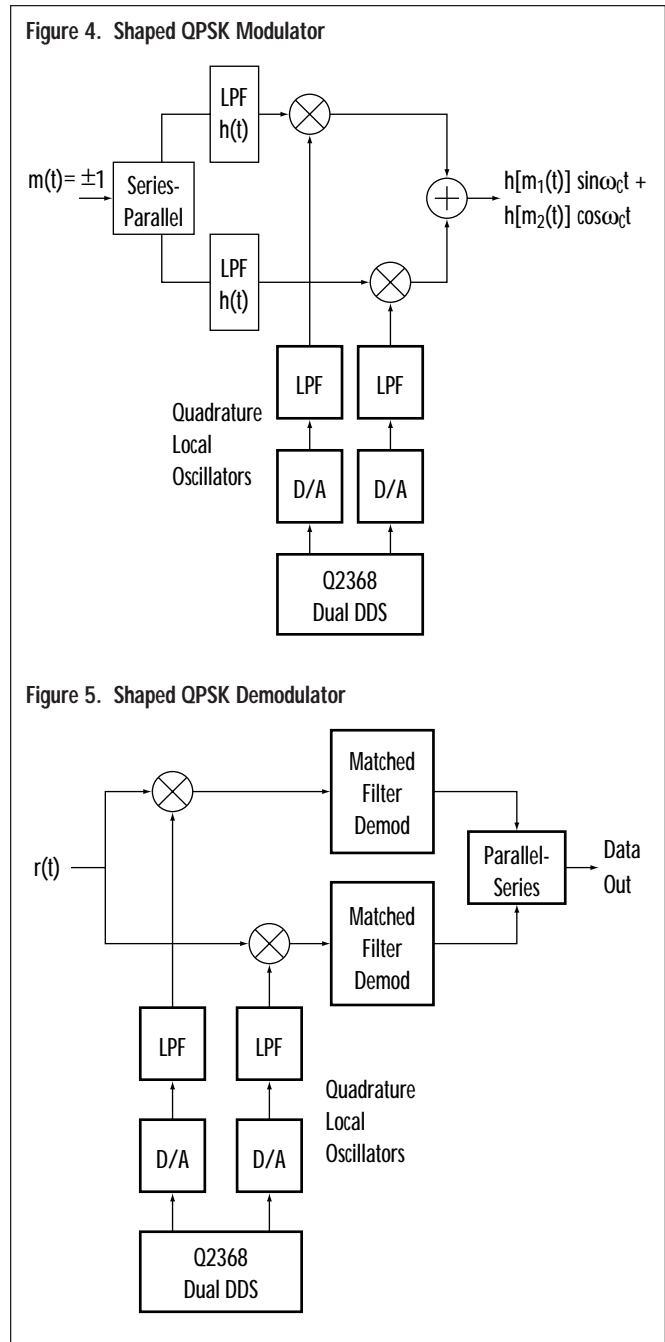 Figure 4. Shaped QPSK Modulator
LPF
h(t)
m(t)= ±1
Series-
Parallel
h[m₁(t)] sinω_Ct +
h[m₂(t)] cosω_Ct
LPF
h(t)
LPF
LPF
Quadrature
Local
Oscillators
D/A
D/A
Q2368
Dual DDS
Figure 5. Shaped QPSK Demodulator
Matched
Filter
Demod
r(t)
Parallel-
Series
Data
Out
Matched
Filter
Demod
LPF
LPF
Quadrature
Local
Oscillators
D/A
D/A
Q2368
Dual DDS